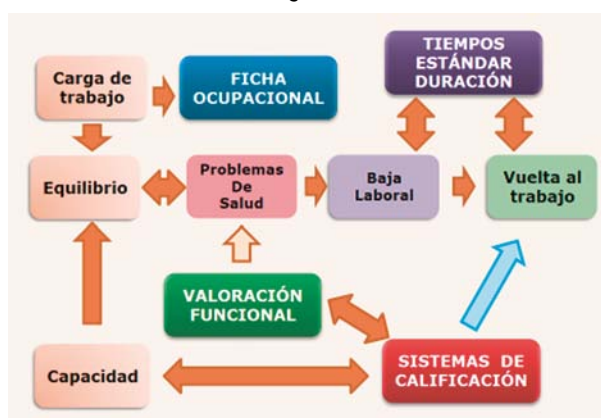 Carga de
trabajo
FICHA
OCUPACIONAL
TIEMPOS
ESTÁNDAR
DURACIÓN
Equilibrio
Problemas
De
Salud
Baja
Laboral
Vuelta al
trabajo
VALORACIÓN
FUNCIONAL
Capacidad
SISTEMAS DE
CALIFICACIÓN